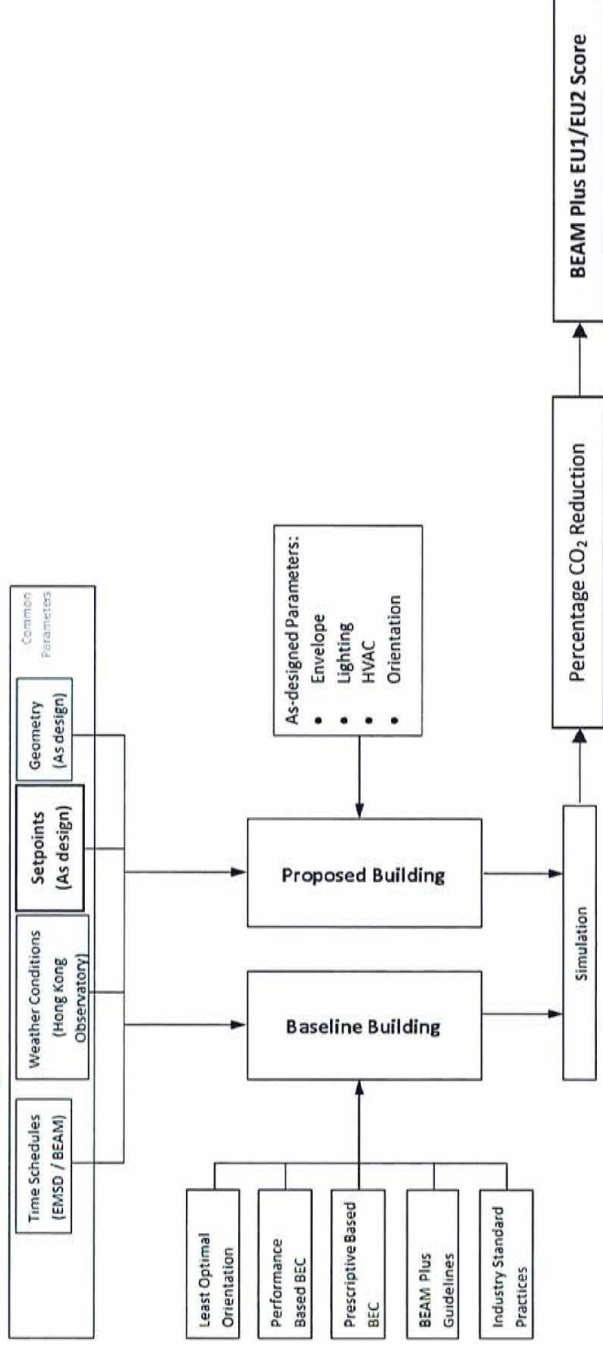 Common
Parameters
Time Schedules
(EMSD / BEAM)
Weather Conditions
(Hong Kong
Observatory)
Setpoints
(As design)
Geometry
(As design)
Least Optimal
Orientation
Performance
Based BEC
Prescriptive Based
BEC
BEAM Plus
Guidelines
Industry Standard
Practices
Baseline Building
Proposed Building
As-designed Parameters:
• Envelope
• Lighting
• HVAC
• Orientation
Simulation
Percentage CO₂ Reduction
BEAM Plus EU1/EU2 Score